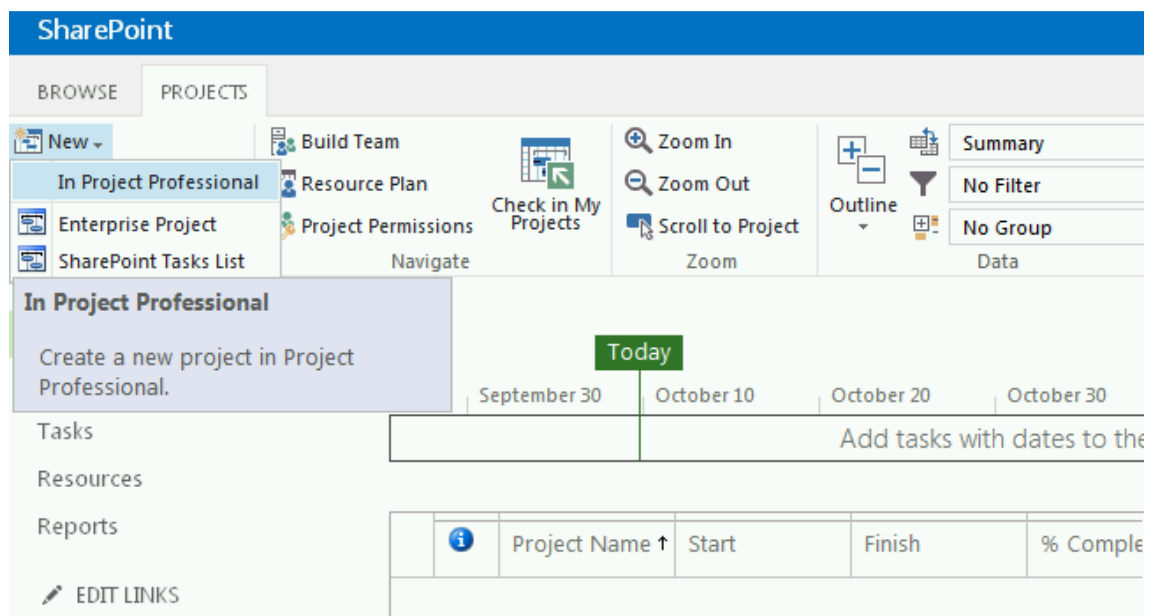 SharePoint
BROWSE PROJECTS
New
In Project Professional
Enterprise Project
SharePoint Tasks List
Build Team
Resource Plan
Project Permissions
Navigate
Check in My
Projects
Zoom In
Zoom Out
Scroll to Project
Zoom
Outline
Summary
No Filter
No Group
Data
In Project Professional
Create a new project in Project
Professional.
Today
September 30 October 10 October 20 October 30
Add tasks with dates to the
Tasks
Resources
Reports
EDIT LINKS
Project Name ↑ Start Finish % Comple